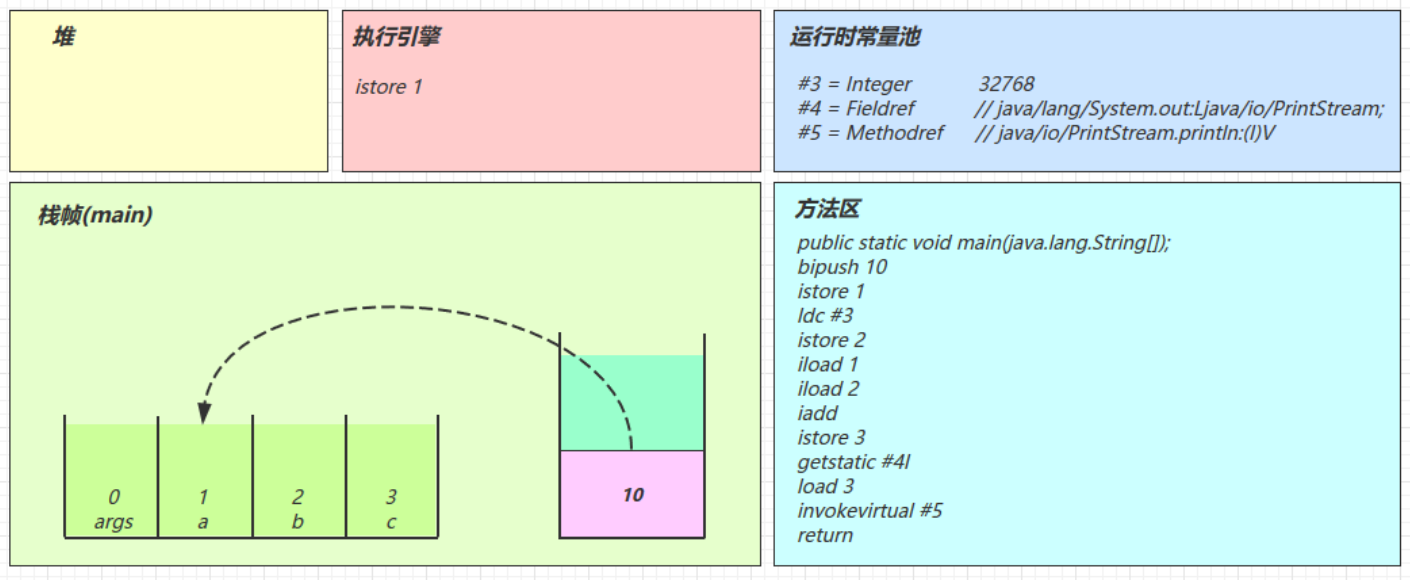 堆
执行引擎
istore 1
运行时常量池
#3 = Integer 32768
#4 = Fieldref // java/lang/System.out:Ljava/io/PrintStream;
#5 = Methodref // java/io/PrintStream.println:(I)V
栈帧(main)
0 1 2 3
args a b c
10
方法区
public static void main(java.lang.String[]);
bipush 10
istore 1
ldc #3
istore 2
iload 1
iload 2
iadd
istore 3
getstatic #4I
load 3
invokevirtual #5
return